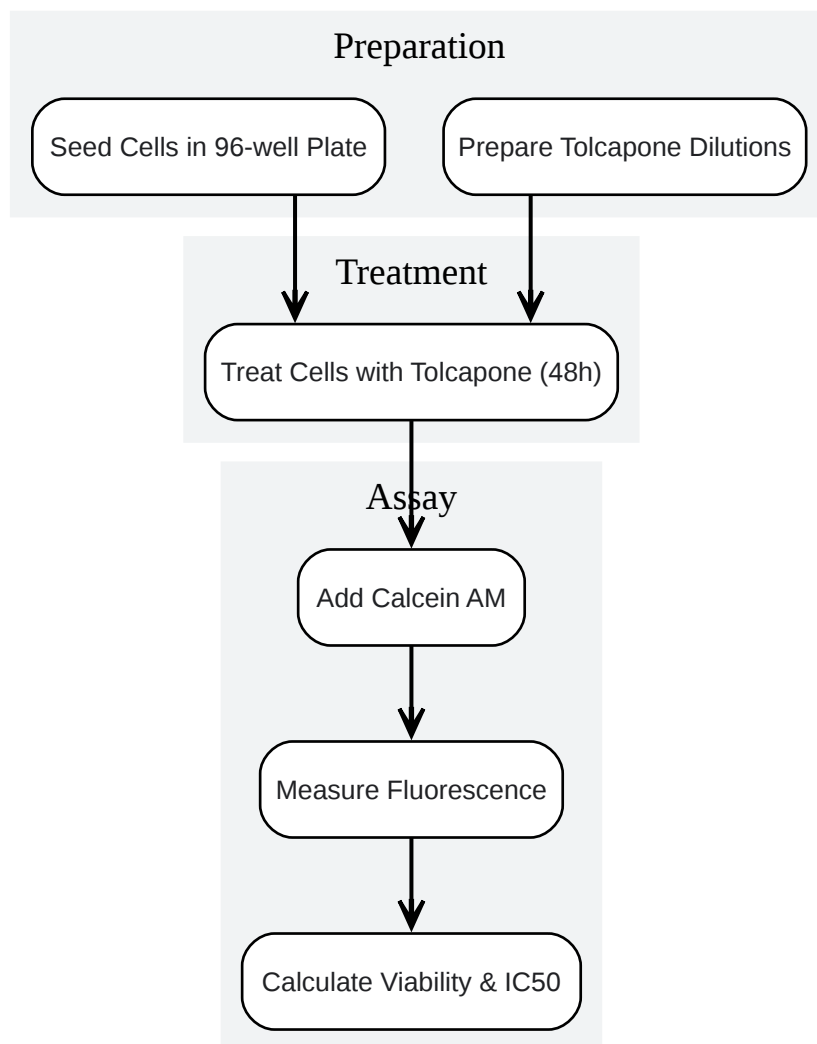 Preparation
Seed Cells in 96-well Plate
Prepare Tolcapone Dilutions
Treatment
Treat Cells with Tolcapone (48h)
Assay
Add Calcein AM
Measure Fluorescence
Calculate Viability & IC50